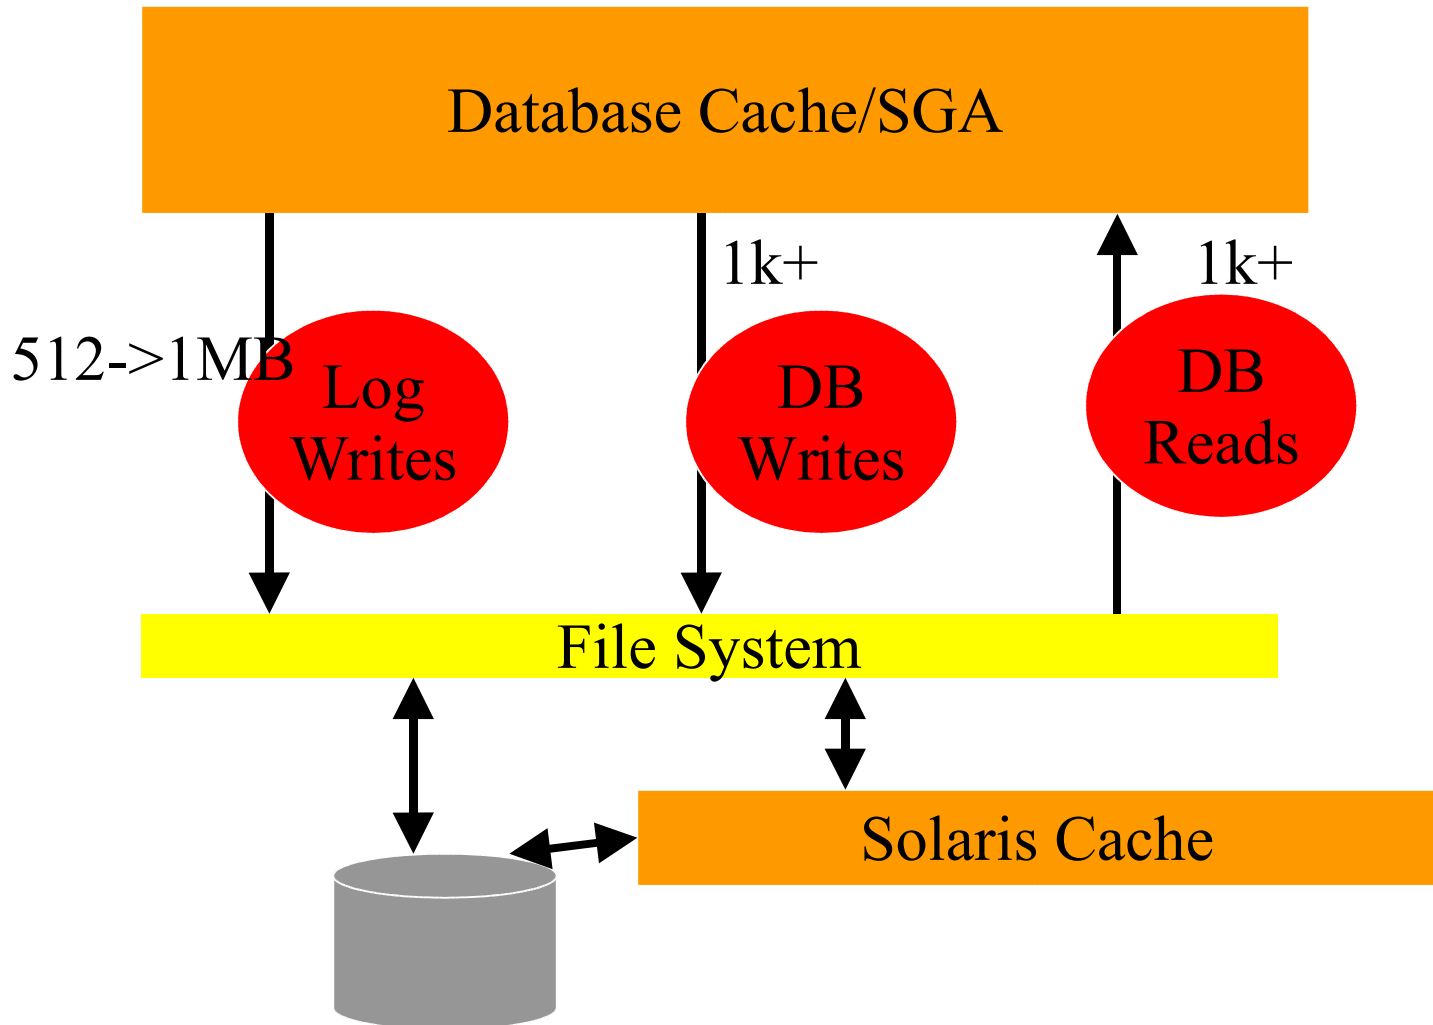 Database Cache/SGA
1k+
1k+
512->1MB
Log
Writes
DB
Writes
DB
Reads
File System
Solaris Cache